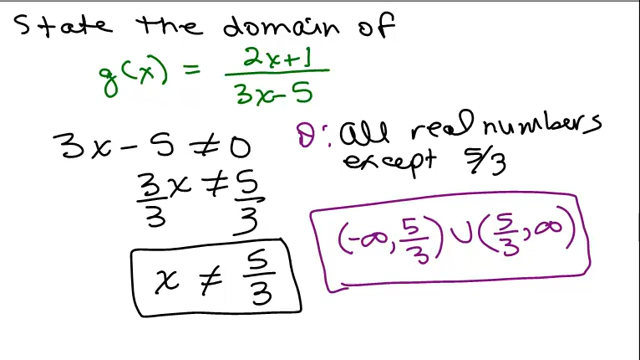 State the domain of
g(x) = 2x+1 / 3x-5
3x - 5 ≠ 0
3/3 x ≠ 5/3
x ≠ 5/3
D: All real numbers
except 5/3
(-∞, 5/3) ∪ (5/3, ∞)